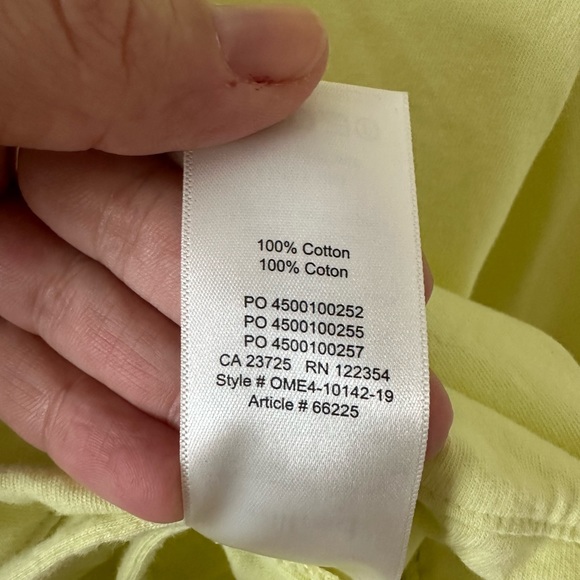 100% Cotton
100% Coton
PO 4500100252
PO 4500100255
PO 4500100257
CA 23725 RN 122354
Style # OME4-10142-19
Article # 66225